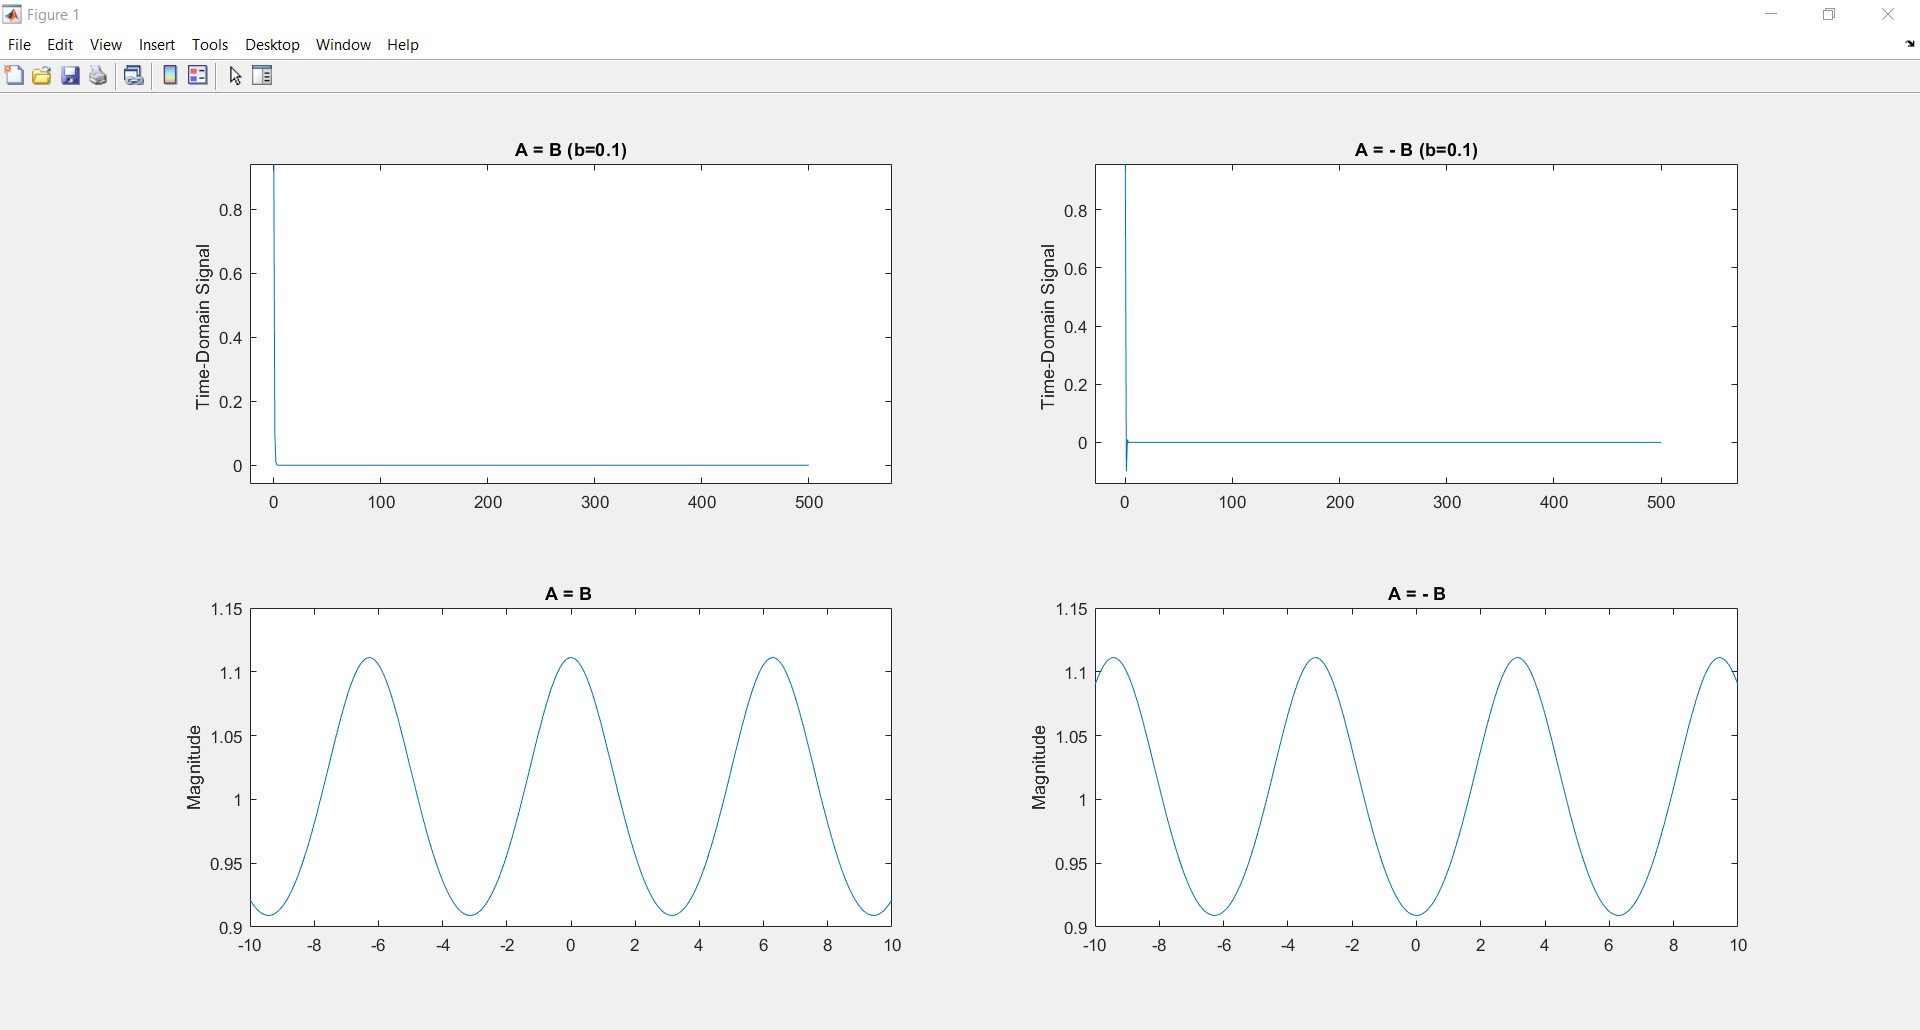 Figure 1
File Edit View Insert Tools Desktop Window Help
A = B (b=0.1)
Time-Domain Signal
0.8
0.6
0.4
0.2
0
0 100 200 300 400 500
A = - B (b=0.1)
Time-Domain Signal
0.8
0.6
0.4
0.2
0
0 100 200 300 400 500
A = B
Magnitude
1.15
1.1
1.05
1
0.95
0.9
-10 -8 -6 -4 -2 0 2 4 6 8 10
A = - B
Magnitude
1.15
1.1
1.05
1
0.95
0.9
-10 -8 -6 -4 -2 0 2 4 6 8 10